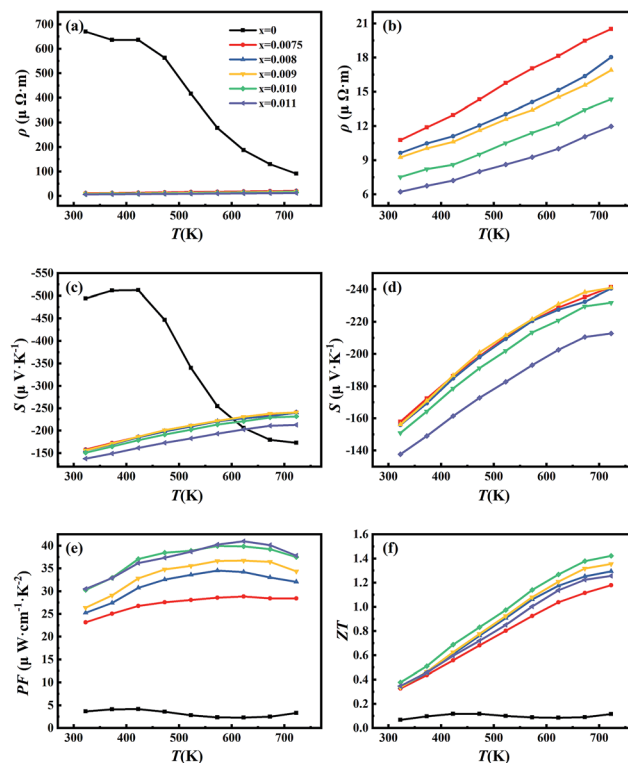 (a)
x=0
x=0.0075
x=0.008
x=0.009
x=0.010
x=0.011
700
600
500
400
300
200
100
0
ρ (μ Ω·m)
300 400 500 600 700
T(K)
(b)
21
18
15
12
9
6
ρ (μ Ω·m)
300 400 500 600 700
T(K)
(c)
-550
-500
-450
-400
-350
-300
-250
-200
-150
S (μ V·K⁻¹)
300 400 500 600 700
T(K)
(d)
-240
-220
-200
-180
-160
-140
S (μ V·K⁻¹)
300 400 500 600 700
T(K)
(e)
40
35
30
25
20
15
10
5
0
PF (μ W·cm⁻¹·K⁻²)
300 400 500 600 700
T(K)
(f)
1.6
1.4
1.2
1.0
0.8
0.6
0.4
0.2
0.0
ZT
300 400 500 600 700
T(K)